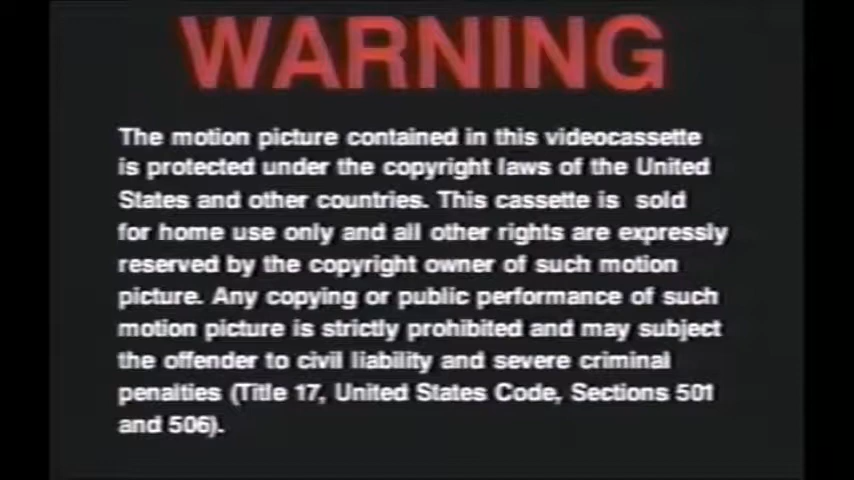 WARNING
The motion picture contained in this videocassette
is protected under the copyright laws of the United
States and other countries. This cassette is sold
for home use only and all other rights are expressly
reserved by the copyright owner of such motion
picture. Any copying or public performance of such
motion picture is strictly prohibited and may subject
the offender to civil liability and severe criminal
penalties (Title 17, United States Code, Sections 501
and 506).